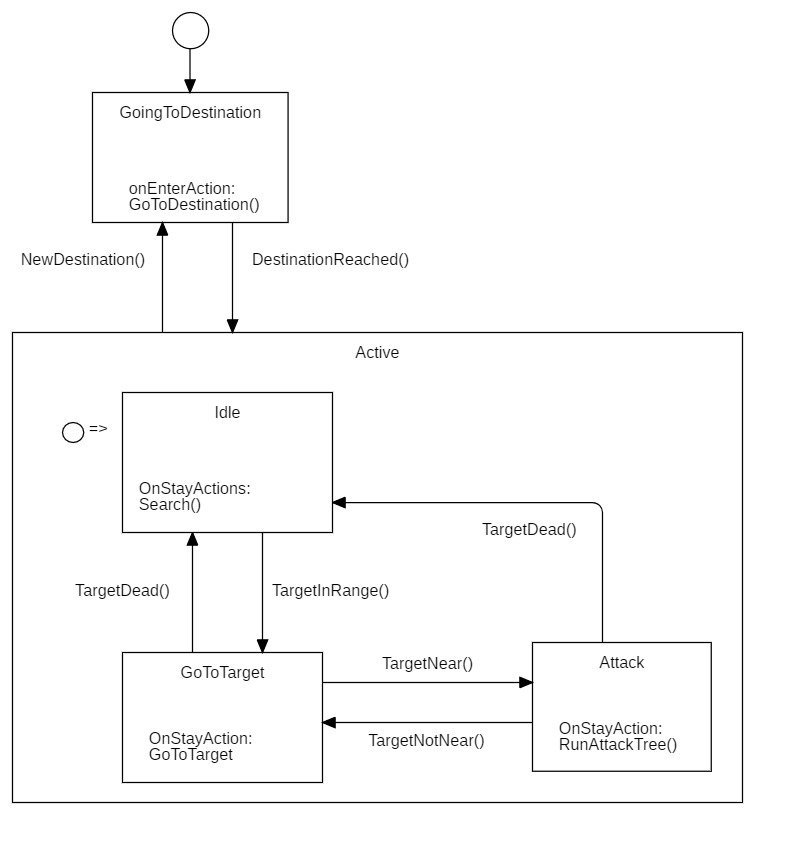 GoingToDestination
onEnterAction:
GoToDestination()
NewDestination()
DestinationReached()
Active
Idle
=>
OnStayActions:
Search()
TargetDead()
TargetDead()
TargetInRange()
GoToTarget
TargetNear()
Attack
OnStayAction:
GoToTarget
TargetNotNear()
OnStayAction:
RunAttackTree()